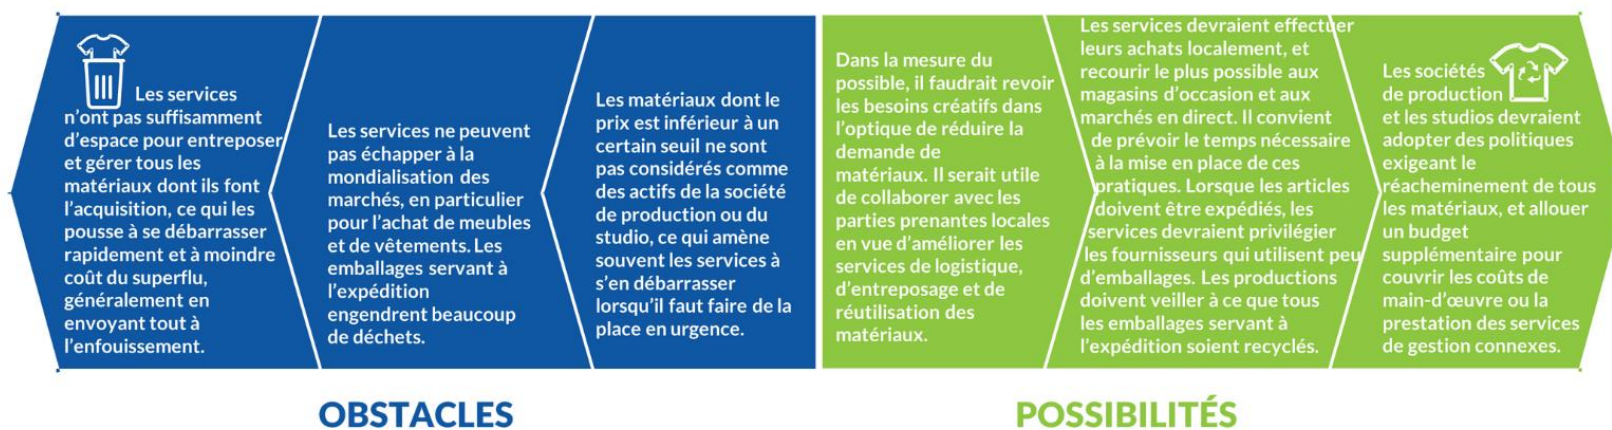 Les services
n'ont pas suffisamment
d'espace pour entreposer
et gérer tous les
matériaux dont ils font
l'acquisition, ce qui les
pousse à se débarrasser
rapidement et à moindre
coût du superflu,
généralement en
envoyant tout à
l'enfouissement.
Les services ne peuvent
pas échapper à la
mondialisation des
marchés, en particulier
pour l'achat de meubles
et de vêtements. Les
emballages servant à
l'expédition
engendrent beaucoup
de déchets.
Les matériaux dont le
prix est inférieur à un
certain seuil ne sont
pas considérés comme
des actifs de la société
de production ou du
studio, ce qui amène
souvent les services à
s'en débarrasser
lorsqu'il faut faire de la
place en urgence.
Dans la mesure du
possible, il faudrait revoir
les besoins créatifs dans
l'optique de réduire la
demande de
matériaux. Il serait utile
de collaborer avec les
parties prenantes locales
en vue d'améliorer les
services de logistique,
d'entreposage et de
réutilisation des
matériaux.
Les services devraient effectuer
leurs achats localement, et
recourir le plus possible aux
magasins d'occasion et aux
marchés en direct. Il convient
de prévoir le temps nécessaire
à la mise en place de ces
pratiques. Lorsque les articles
doivent être expédiés, les
services devraient privilégier
les fournisseurs qui utilisent peu
d'emballages. Les productions
doivent veiller à ce que tous
les emballages servant à
l'expédition soient recyclés.
Les sociétés
de production
et les studios devraient
adopter des politiques
exigeant le
réacheminement de tous
les matériaux, et allouer
un budget
supplémentaire pour
couvrir les coûts de
main-d'œuvre ou la
prestation des services
de gestion connexes.
OBSTACLES
POSSIBILITÉS